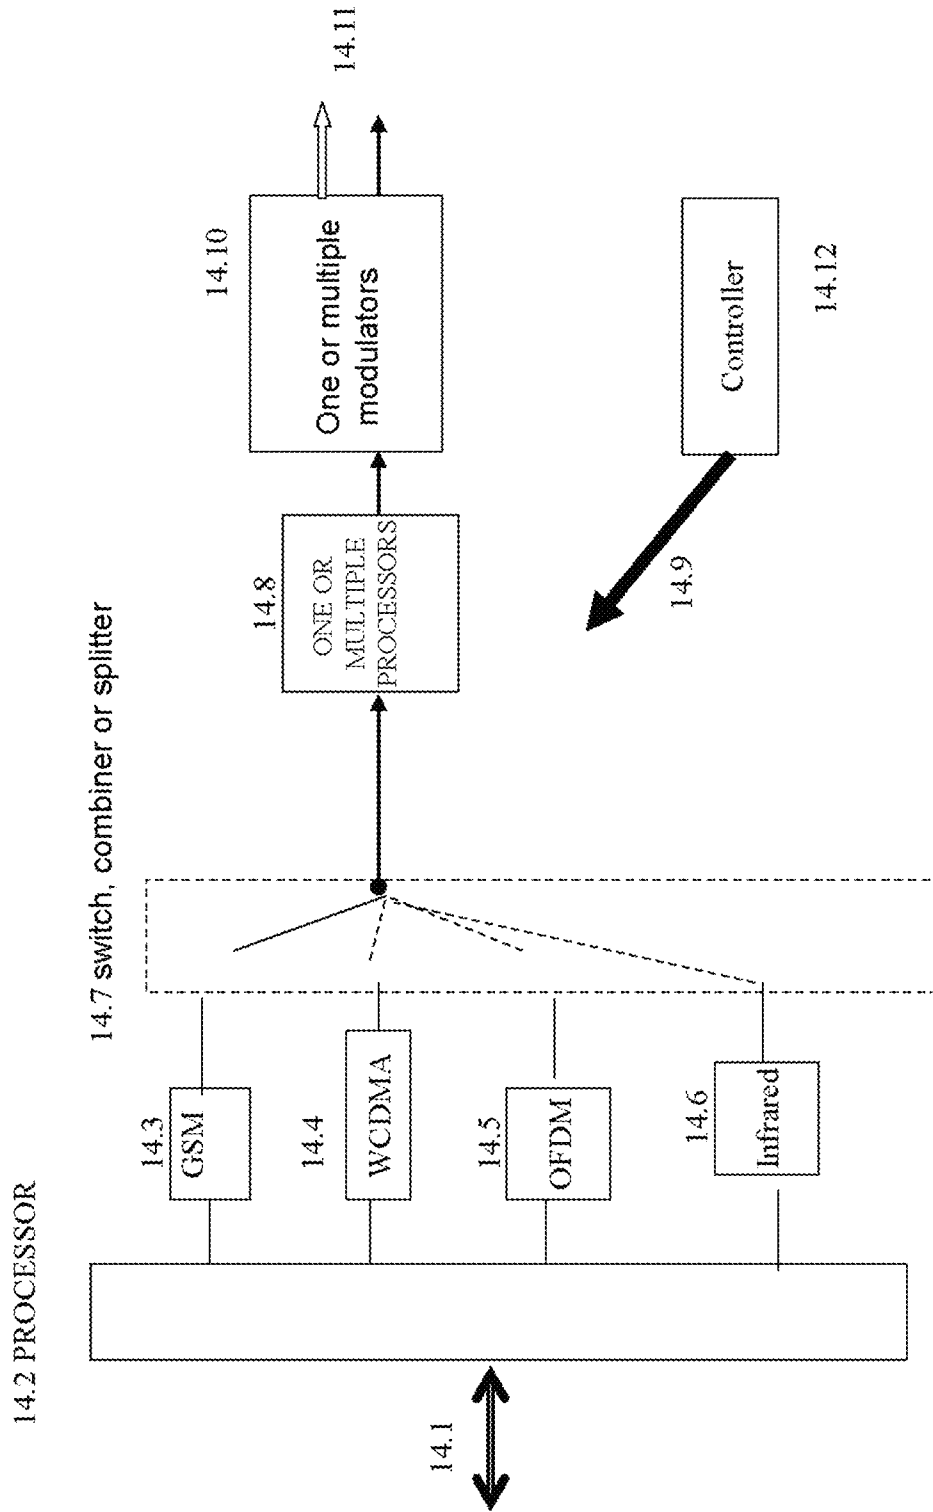 14.2 PROCESSOR
14.7 switch, combiner or splitter
14.1
14.3
GSM
14.4
WCDMA
14.5
OFDM
14.6
Infrared
14.8
ONE OR
MULTIPLE
PROCESSORS
14.10
One or multiple
modulators
14.11
14.9
Controller
14.12